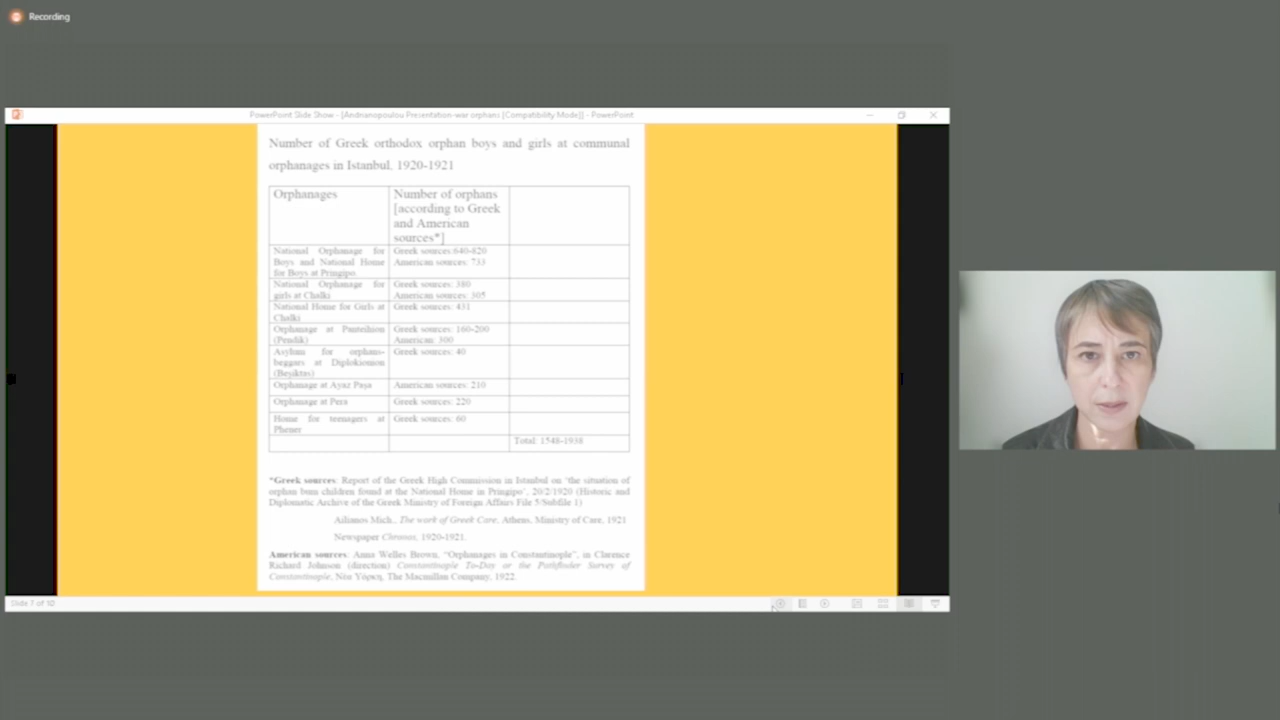 Recording
PowerPoint Slide Show - [Andrianopoulou Presentation-war orphans [Compatibility Mode]] - PowerPoint
Number of Greek orthodox orphan boys and girls at communal
orphanages in Istanbul, 1920-1921
Orphanages
Number of orphans
[according to Greek
and American
sources*]
National Orphanage for
Boys and National Home
for Boys at Pringipo.
Greek sources:640-820
American sources: 733
National Orphanage for
girls at Chalki
Greek sources: 380
American sources: 305
National Home for Girls at
Chalki
Greek sources: 431
Orphanage at Panteihion
(Pendik)
Greek sources: 160-200
American: 300
Asylum for orphans-
beggars at Diplokionion
(Beşiktaş)
Greek sources: 40
Orphanage at Ayaz Paşa
American sources: 210
Orphanage at Pera
Greek sources: 220
Home for teenagers at
Phener
Greek sources: 60
Total: 1548-1938
*Greek sources: Report of the Greek High Commission in Istanbul on 'the situation of
orphan bum children found at the National Home in Pringipo', 20/2/1920 (Historic and
Diplomatic Archive of the Greek Ministry of Foreign Affairs File 5/Subfile 1)
Ailianos Mich., The work of Greek Care, Athens, Ministry of Care, 1921
Newspaper Chronos, 1920-1921.
American sources: Anna Welles Brown, "Orphanages in Constantinople", in Clarence
Richard Johnson (direction) Constantinople To-Day or the Pathfinder Survey of
Constantinople, Νέα Υόρκη, The Macmillan Company, 1922
Slide 7 of 10